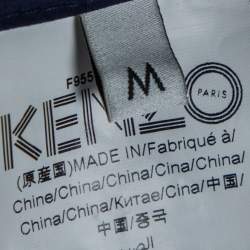 F955
M
KENZO
PARIS
(原産国)MADE IN/Fabriqué à/
Chine/China/China/Cina/China/
China/China/Китае/Cina/中国/
中国/중국